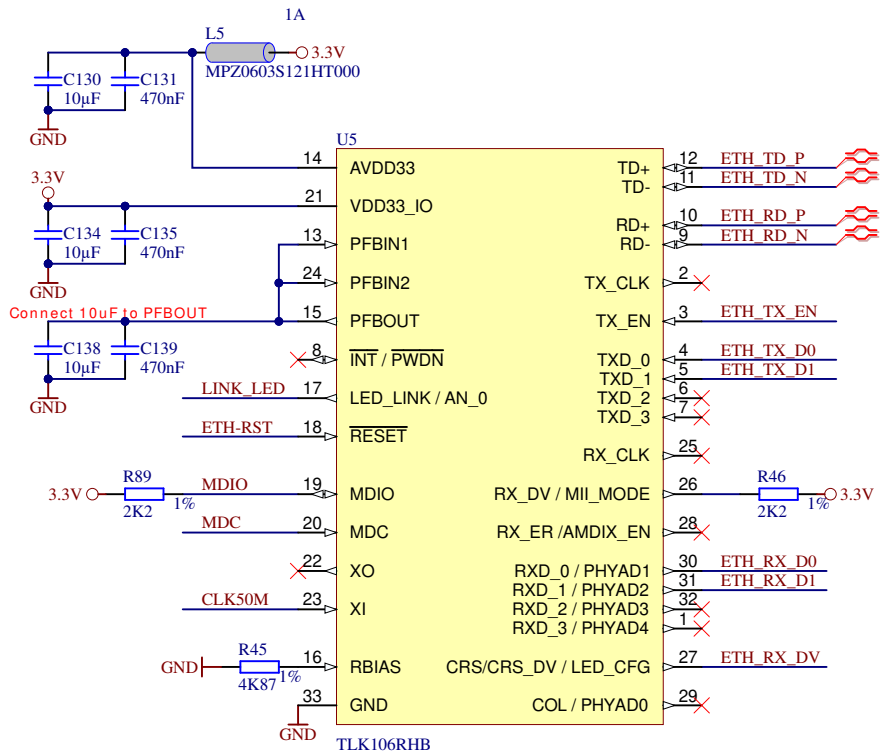 1A
L5
3.3V
MPZ0603S121HT000
C130
10µF
C131
470nF
GND
U5
3.3V
C134
10µF
C135
470nF
GND
Connect 10uF to PFBOUT
C138
10µF
C139
470nF
GND
14 AVDD33
21 VDD33_IO
13 PFBIN1
24 PFBIN2
15 PFBOUT
8 INT / PWDN
LINK_LED 17 LED_LINK / AN_0
ETH-RST 18 RESET
3.3V R89 2K2 1% MDIO 19 MDIO
MDC 20 MDC
22 XO
CLK50M 23 XI
GND R45 4K87 1% 16 RBIAS
33 GND
GND
TD+ 12 ETH_TD_P
TD- 11 ETH_TD_N
RD+ 10 ETH_RD_P
RD- 9 ETH_RD_N
TX_CLK 2
TX_EN 3 ETH_TX_EN
TXD_0 4 ETH_TX_D0
TXD_1 5 ETH_TX_D1
TXD_2 6
TXD_3 7
RX_CLK 25
RX_DV / MII_MODE 26 R46 2K2 1% 3.3V
RX_ER /AMDIX_EN 28
RXD_0 / PHYAD1 30 ETH_RX_D0
RXD_1 / PHYAD2 31 ETH_RX_D1
RXD_2 / PHYAD3 32
RXD_3 / PHYAD4 1
CRS/CRS_DV / LED_CFG 27 ETH_RX_DV
COL / PHYAD0 29
TLK106RHB